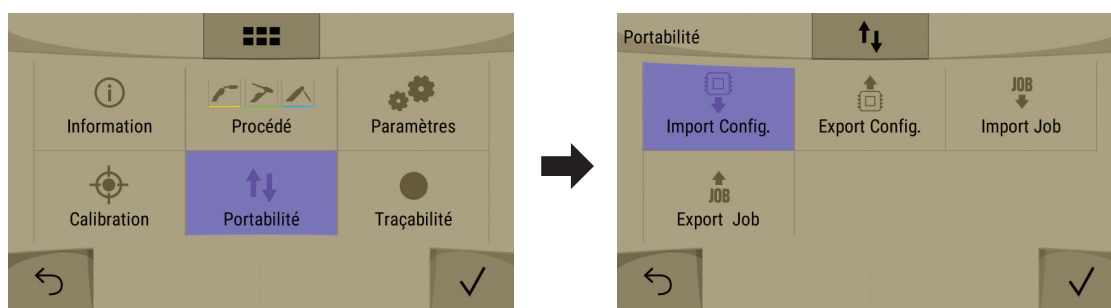 Information
Procédé
Paramètres
Calibration
Portabilité
Traçabilité
Portabilité
JOB
Import Config.
Export Config.
Import Job
JOB
Export Job